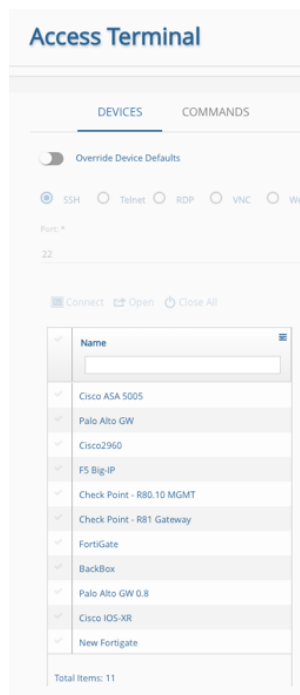 Access Terminal
DEVICES COMMANDS
Override Device Defaults
SSH Telnet RDP VNC We
Port: *
22
Connect Open Close All
Name
Cisco ASA 5005
Palo Alto GW
Cisco2960
F5 Big-IP
Check Point - R80.10 MGMT
Check Point - R81 Gateway
FortiGate
BackBox
Palo Alto GW 0.8
Cisco IOS-XR
New Fortigate
Total Items: 11